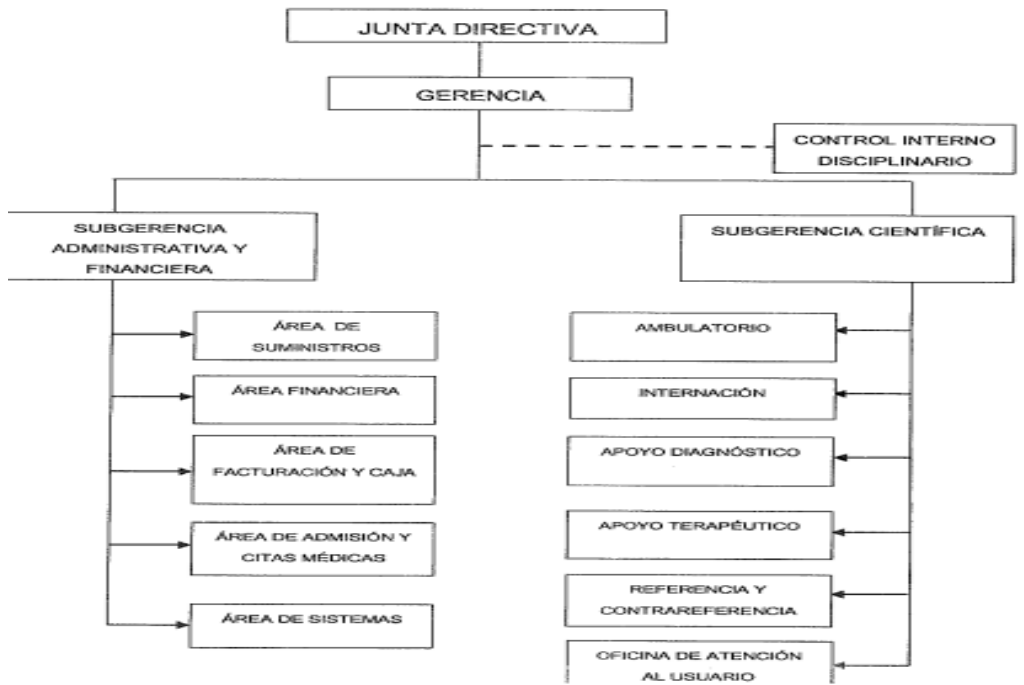 JUNTA DIRECTIVA
GERENCIA
CONTROL INTERNO
DISCIPLINARIO
SUBGERENCIA
ADMINISTRATIVA Y
FINANCIERA
SUBGERENCIA CIENTÍFICA
ÁREA DE
SUMINISTROS
ÁREA FINANCIERA
ÁREA DE
FACTURACIÓN Y CAJA
ÁREA DE ADMISIÓN Y
CITAS MÉDICAS
ÁREA DE SISTEMAS
AMBULATORIO
INTERNACIÓN
APOYO DIAGNÓSTICO
APOYO TERAPÉUTICO
REFERENCIA Y
CONTRAREFERENCIA
OFICINA DE ATENCIÓN
AL USUARIO